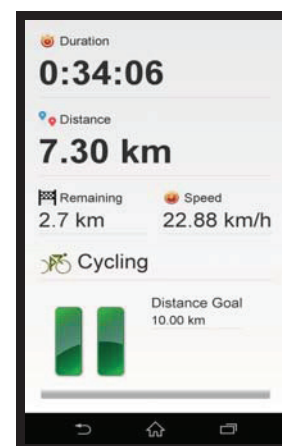 Duration
0:34:06
Distance
7.30 km
Remaining
Speed
2.7 km
22.88 km/h
Cycling
Distance Goal
10.00 km